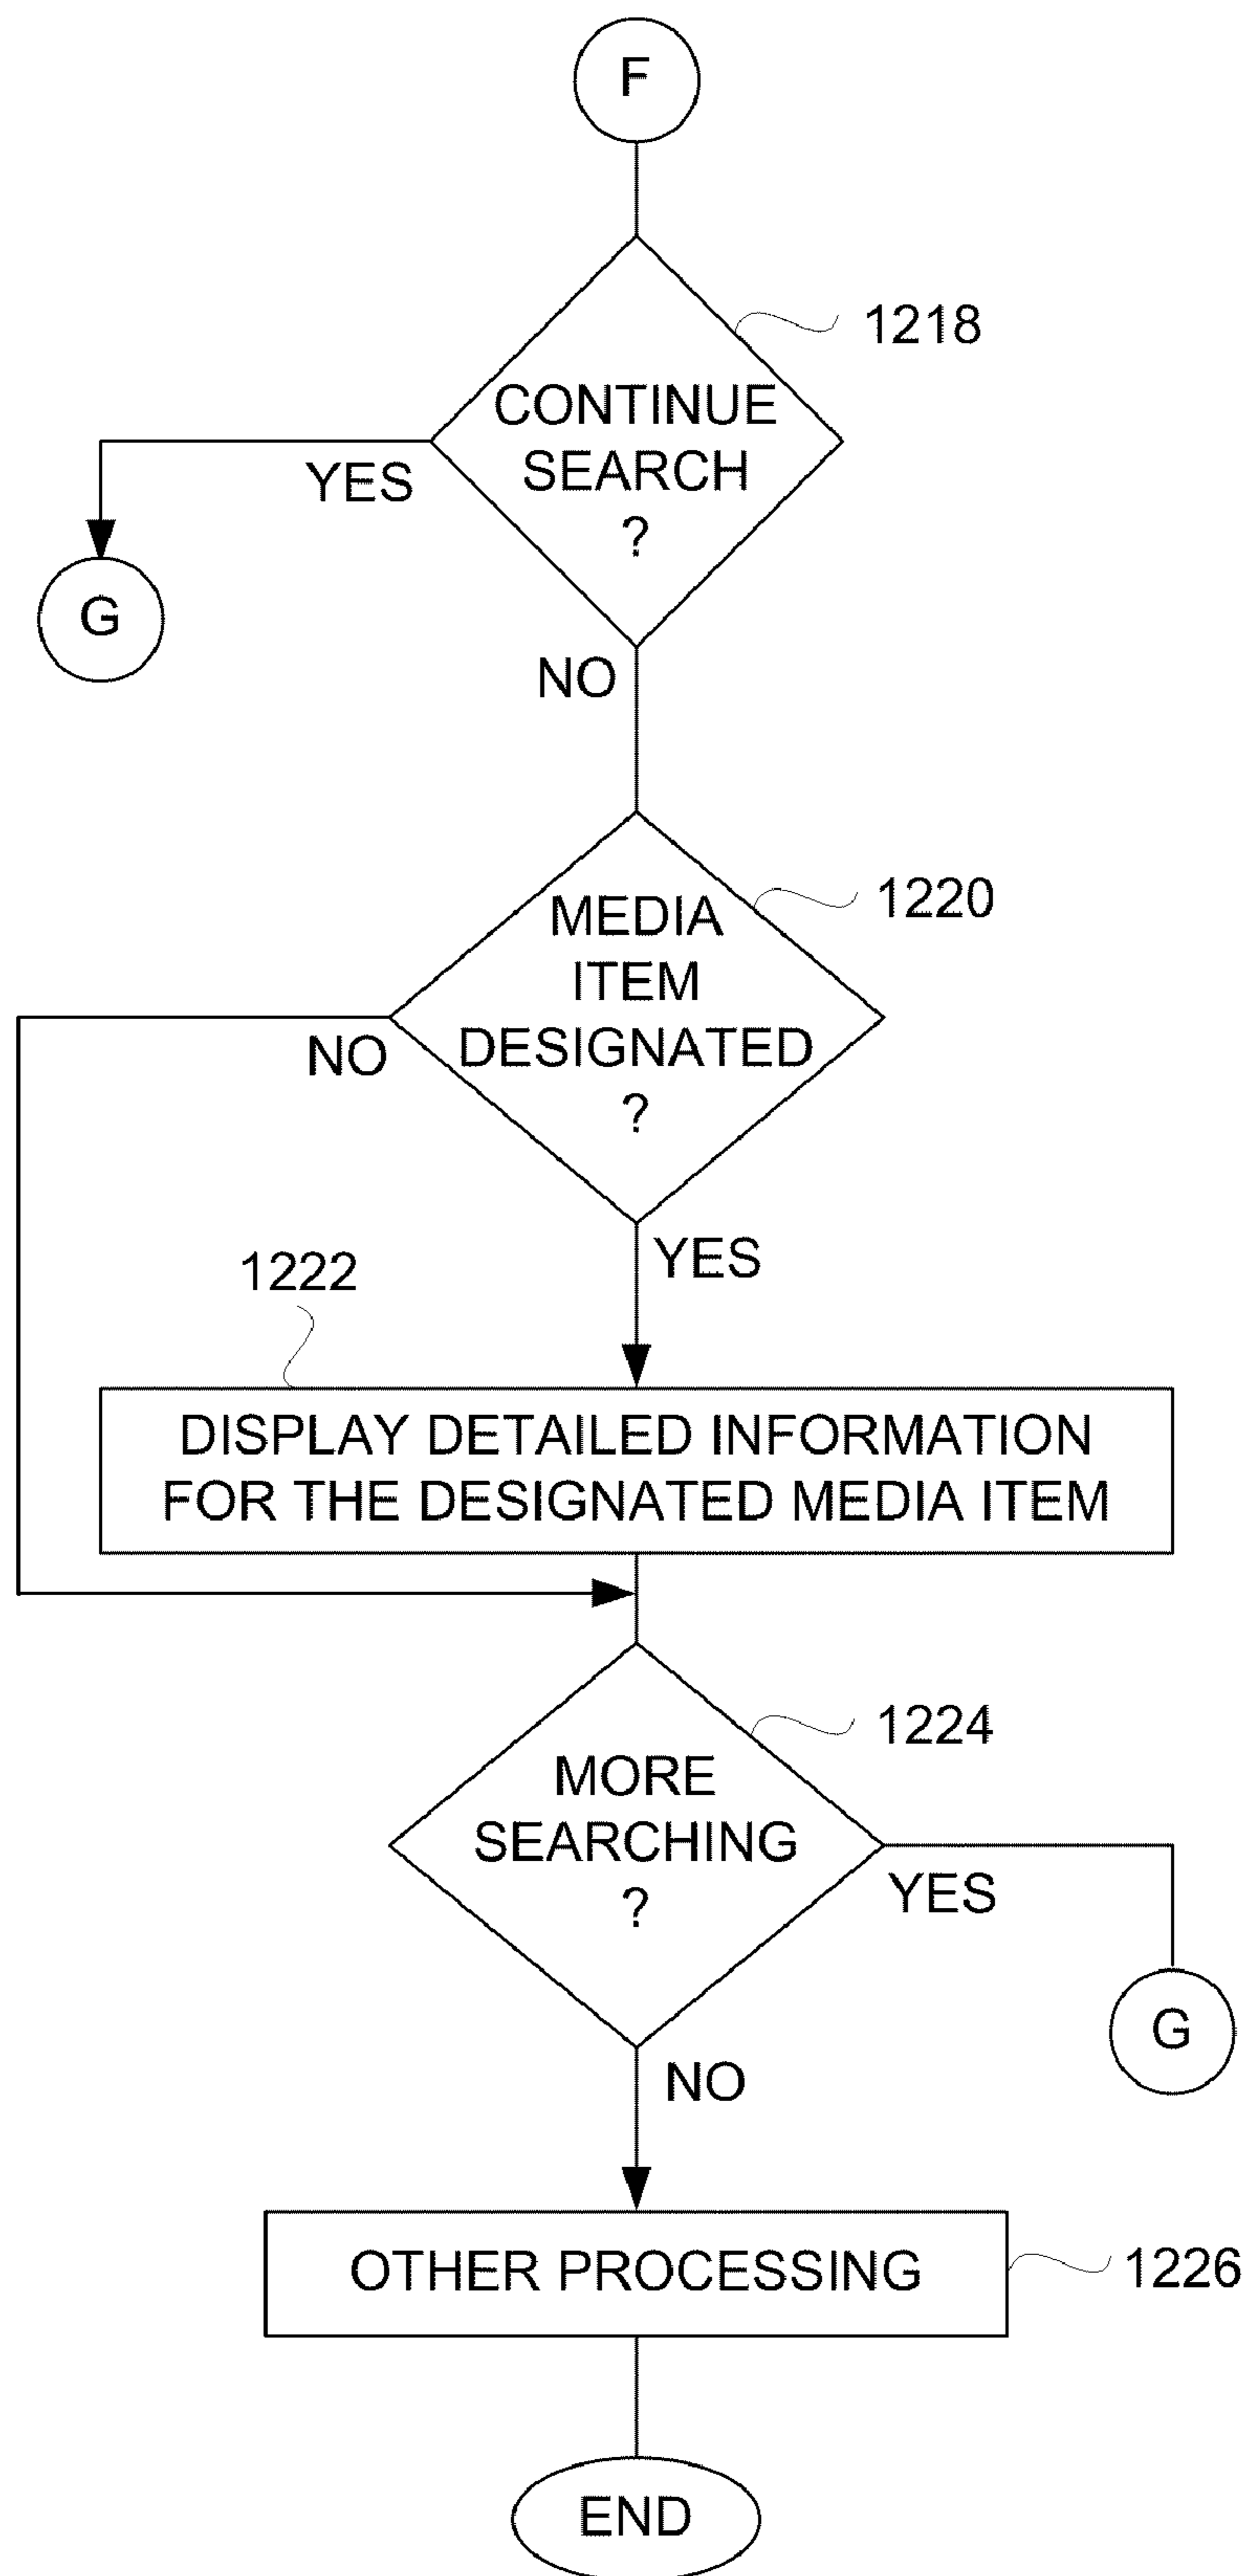 F
1218
CONTINUE
SEARCH
?
YES
G
NO
1220
MEDIA
ITEM
DESIGNATED
?
NO
YES
1222
DISPLAY DETAILED INFORMATION
FOR THE DESIGNATED MEDIA ITEM
1224
MORE
SEARCHING
?
YES
G
NO
OTHER PROCESSING
1226
END